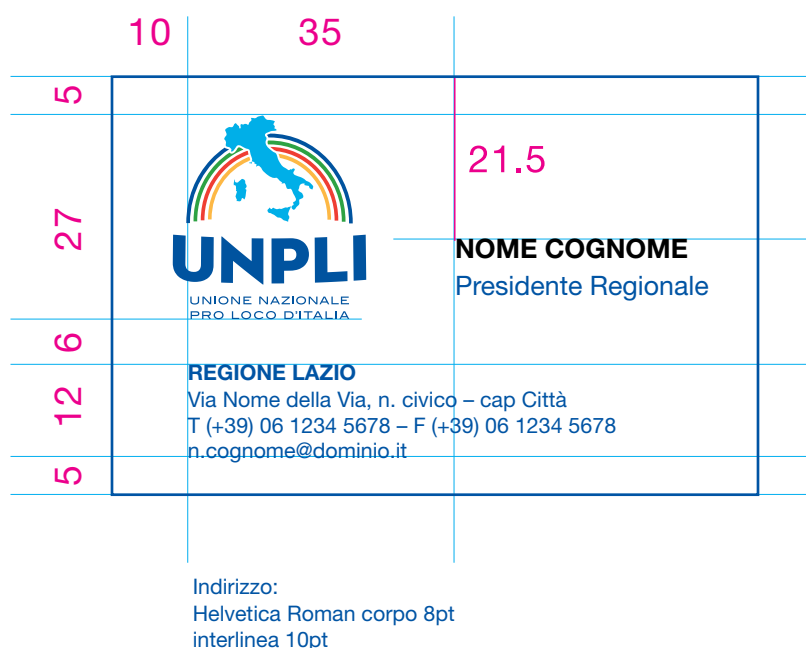 10 35
5
21.5
27
UNPLI
UNIONE NAZIONALE
PRO LOCO D'ITALIA
NOME COGNOME
Presidente Regionale
6
12
REGIONE LAZIO
Via Nome della Via, n. civico – cap Città
T (+39) 06 1234 5678 – F (+39) 06 1234 5678
n.cognome@dominio.it
5
Indirizzo:
Helvetica Roman corpo 8pt
interlinea 10pt